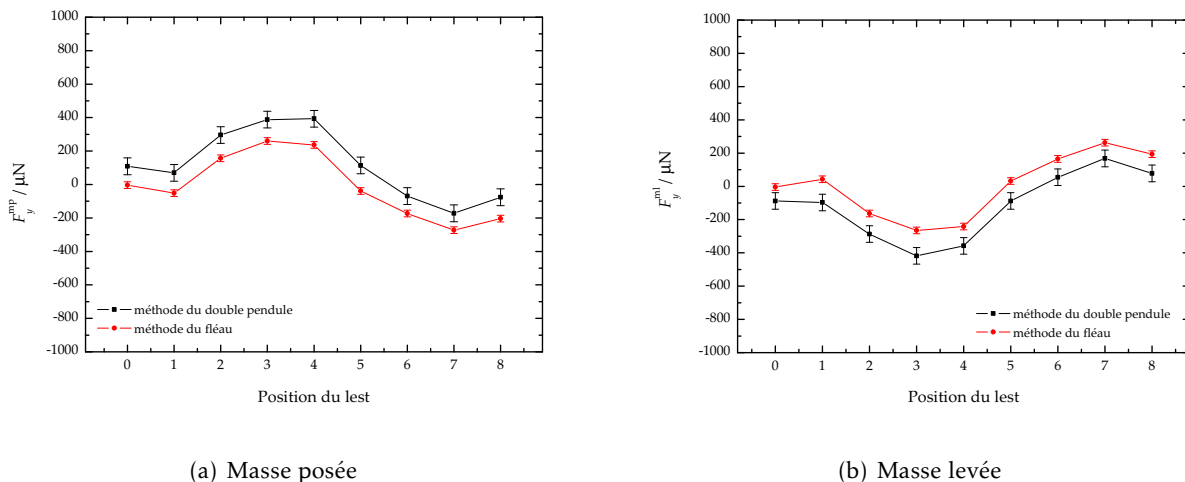 1000
800
600
400
200
0
-200
-400
-600
-800
-1000
F_y^mp / µN
méthode du double pendule
méthode du fléau
0 1 2 3 4 5 6 7 8
Position du lest
(a) Masse posée
1000
800
600
400
200
0
-200
-400
-600
-800
-1000
F_y^ml / µN
méthode du double pendule
méthode du fléau
0 1 2 3 4 5 6 7 8
Position du lest
(b) Masse levée